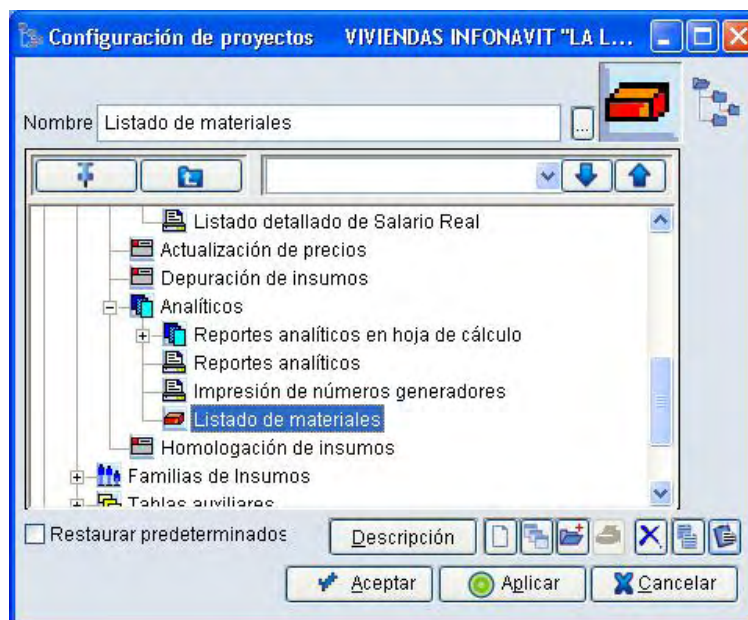 Configuración de proyectos VIVIENDAS INFONAVIT "LA L...
Nombre Listado de materiales
...
Listado detallado de Salario Real
Actualización de precios
Depuración de insumos
Analíticos
Reportes analíticos en hoja de cálculo
Reportes analíticos
Impresión de números generadores
Listado de materiales
Homologación de insumos
Familias de Insumos
Tablas auxiliares
Restaurar predeterminados Descripción
Aceptar Aplicar Cancelar